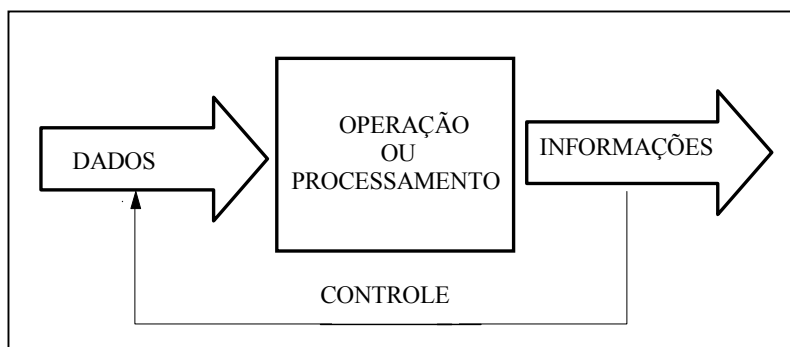 DADOS
OPERAÇÃO
OU
PROCESSAMENTO
INFORMAÇÕES
CONTROLE